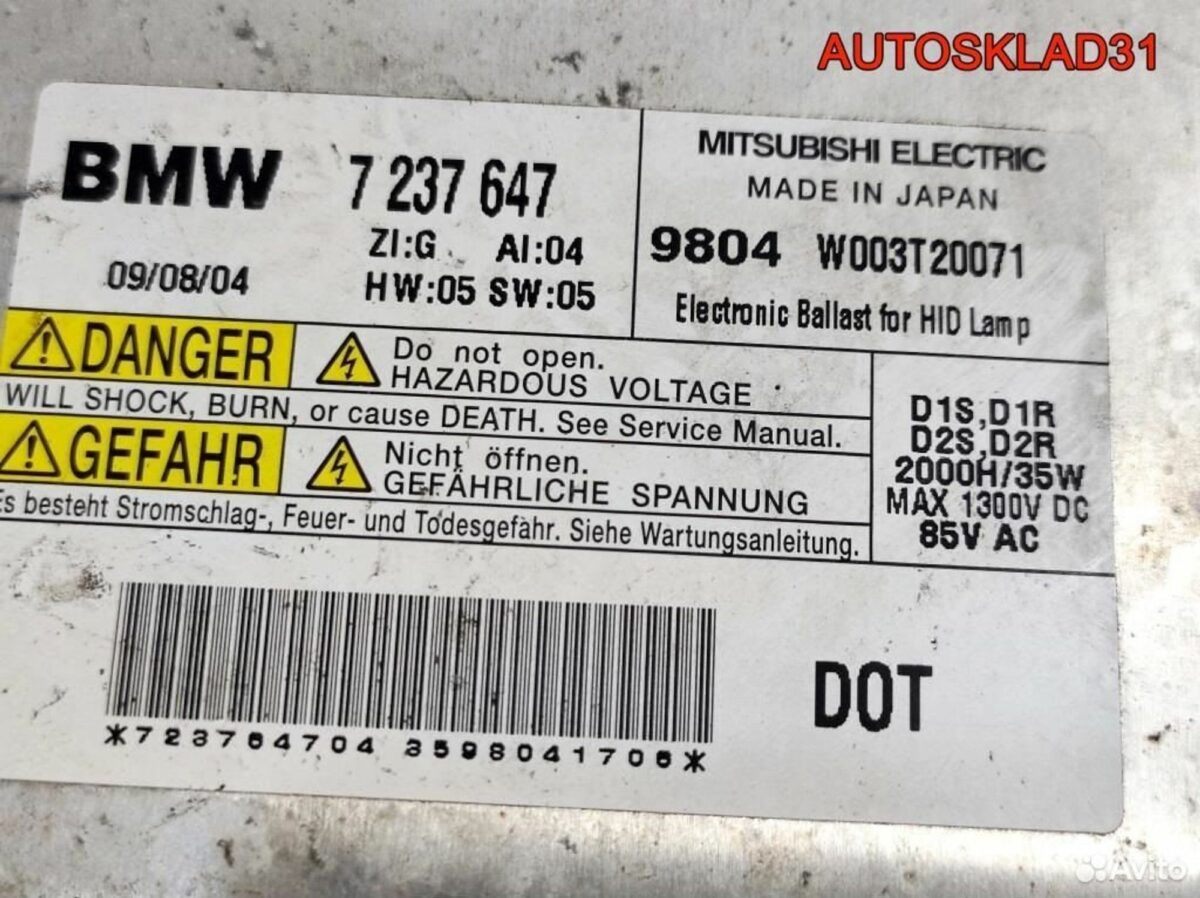 AUTOSKLAD31
BMW 7 237 647
ZI:G AI:04
09/08/04 HW:05 SW:05
MITSUBISHI ELECTRIC
MADE IN JAPAN
9804 W003T20071
Electronic Ballast for HID Lamp
DANGER Do not open.
HAZARDOUS VOLTAGE
WILL SHOCK, BURN, or cause DEATH. See Service Manual.
GEFAHR Nicht öffnen.
GEFÄHRLICHE SPANNUNG
Es besteht Stromschlag-, Feuer- und Todesgefahr. Siehe Wartungsanleitung.
D1S,D1R
D2S,D2R
2000H/35W
MAX 1300V DC
85V AC
*723764704 3598041706*
DOT
Avito